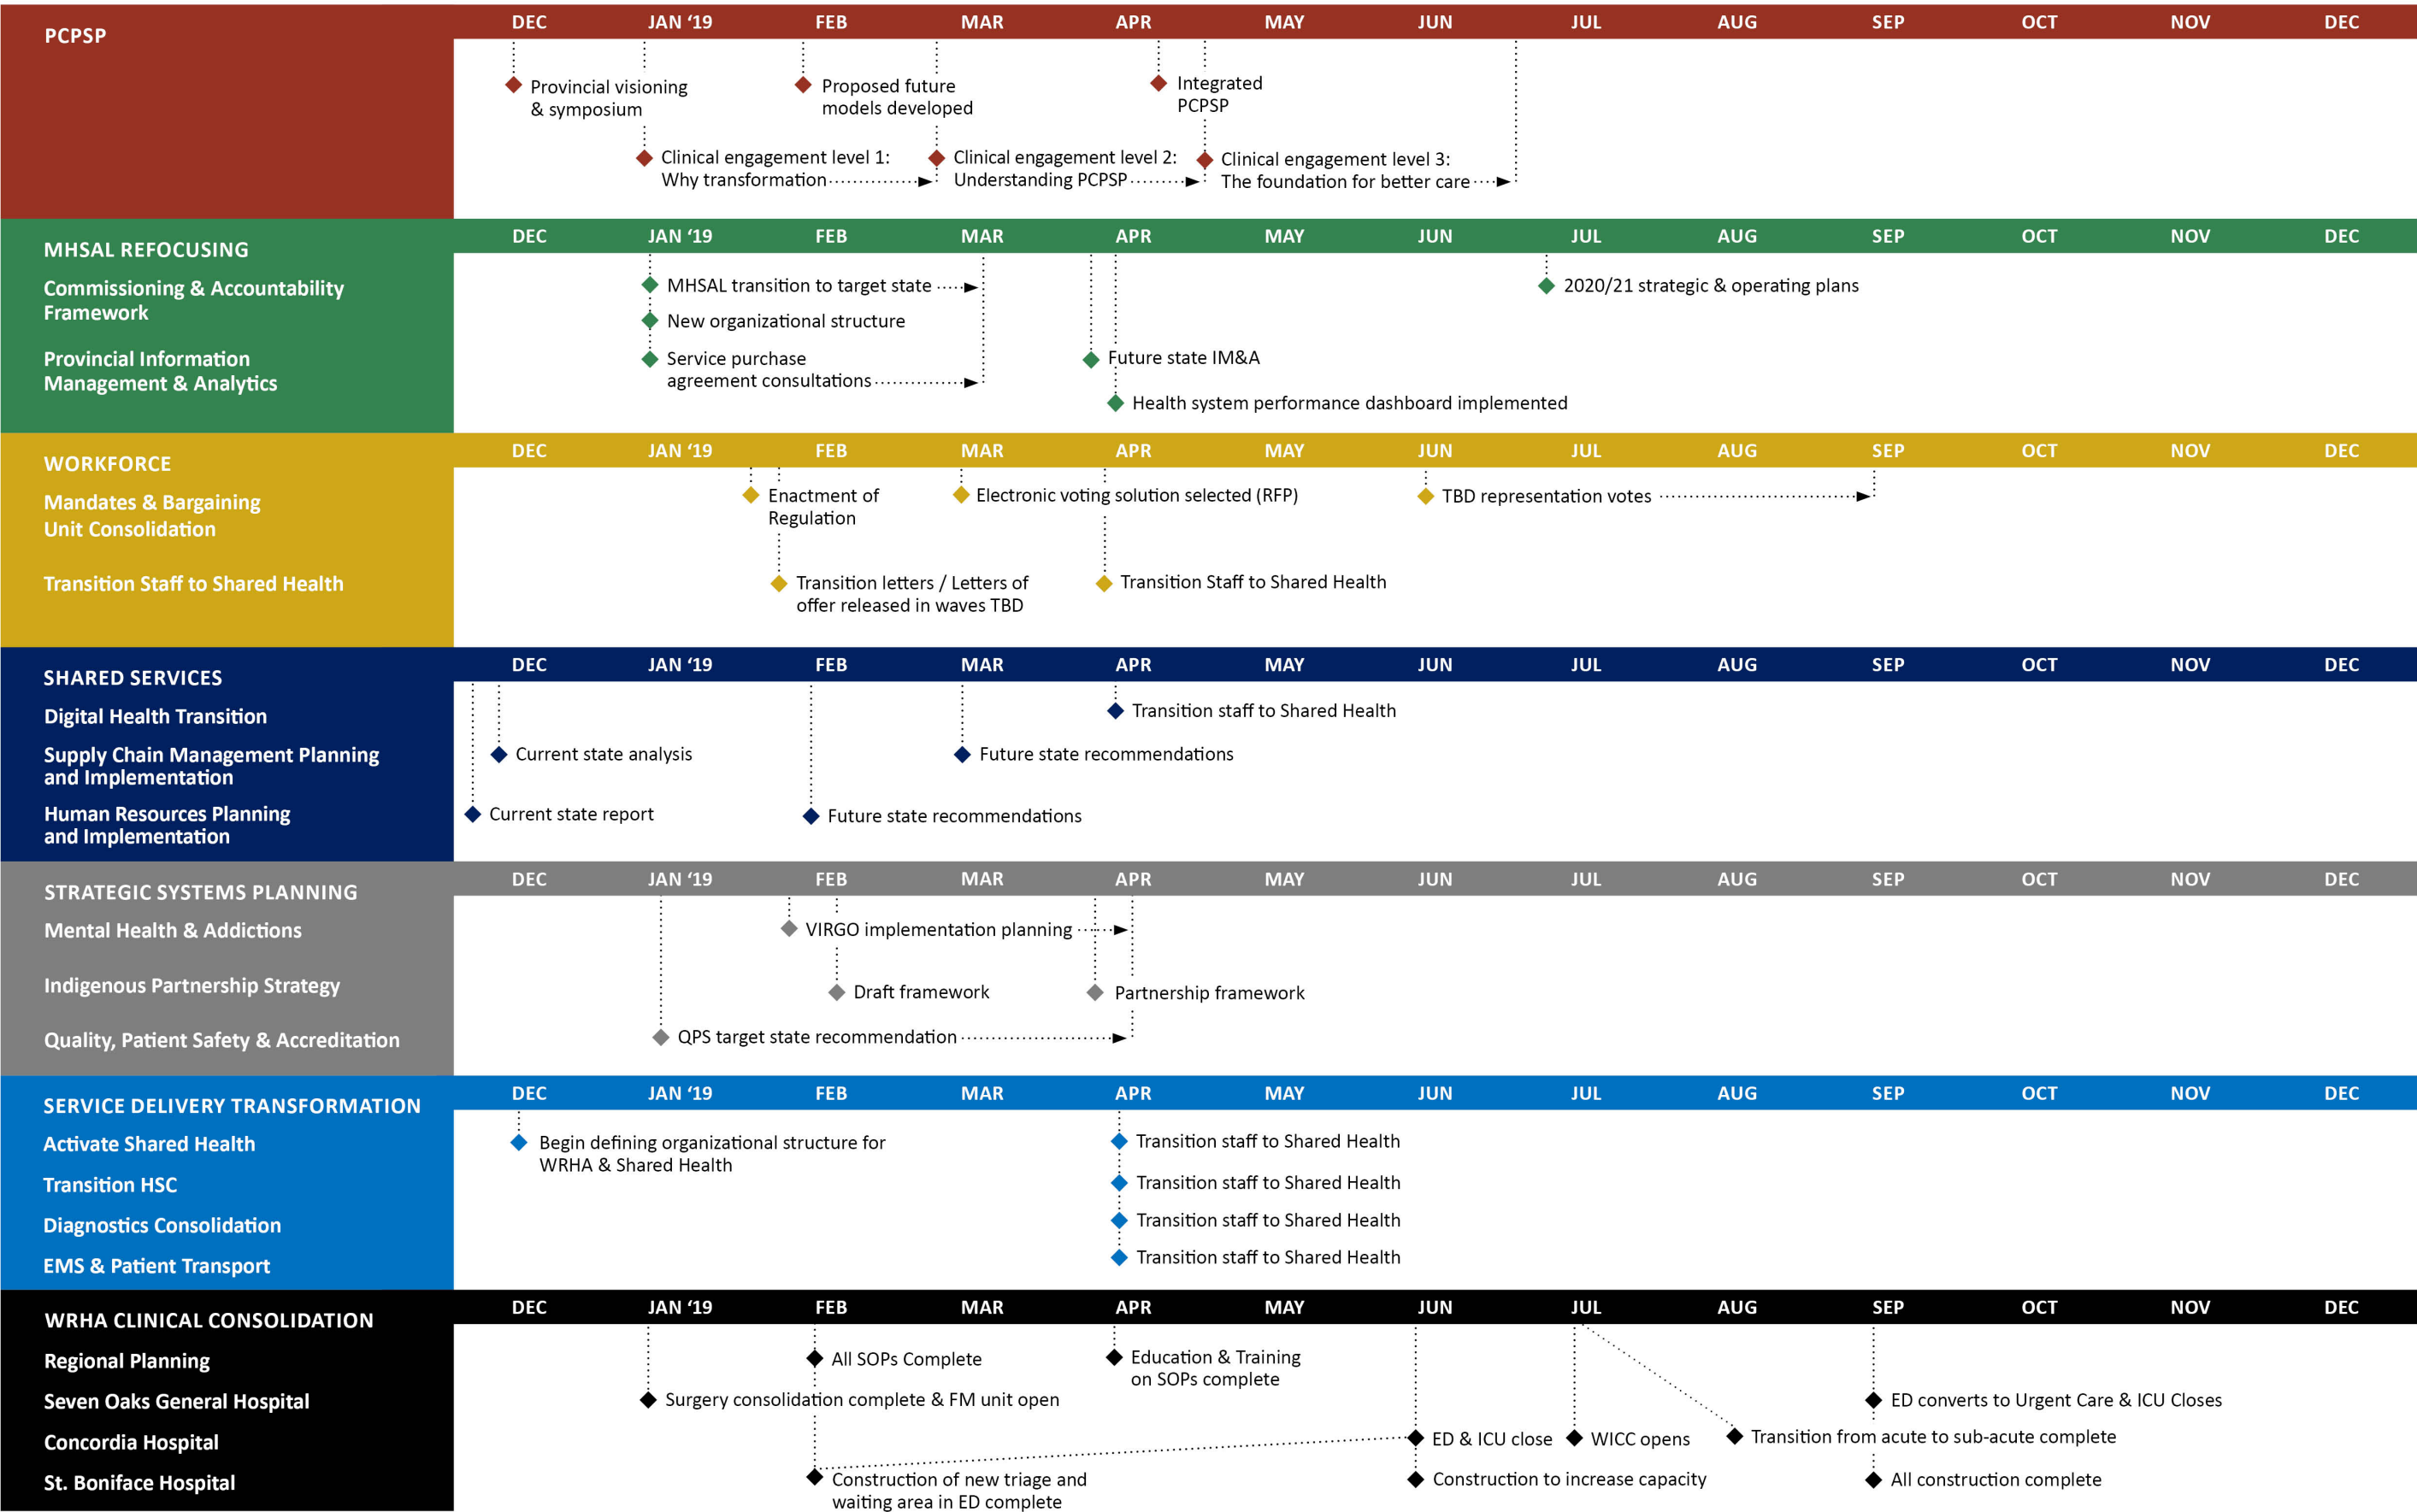 PCPSP
DEC JAN ‘19 FEB MAR APR MAY JUN JUL AUG SEP OCT NOV DEC
Provincial visioning
& symposium
Proposed future
models developed
Integrated
PCPSP
Clinical engagement level 1:
Why transformation
Clinical engagement level 2:
Understanding PCPSP
Clinical engagement level 3:
The foundation for better care
MHSAL REFOCUSING
DEC JAN ‘19 FEB MAR APR MAY JUN JUL AUG SEP OCT NOV DEC
Commissioning & Accountability
Framework
MHSAL transition to target state
2020/21 strategic & operating plans
New organizational structure
Provincial Information
Management & Analytics
Service purchase
agreement consultations
Future state IM&A
Health system performance dashboard implemented
WORKFORCE
DEC JAN ‘19 FEB MAR APR MAY JUN JUL AUG SEP OCT NOV DEC
Mandates & Bargaining
Unit Consolidation
Enactment of
Regulation
Electronic voting solution selected (RFP)
TBD representation votes
Transition Staff to Shared Health
Transition letters / Letters of
offer released in waves TBD
Transition Staff to Shared Health
SHARED SERVICES
DEC JAN ‘19 FEB MAR APR MAY JUN JUL AUG SEP OCT NOV DEC
Digital Health Transition
Transition staff to Shared Health
Supply Chain Management Planning
and Implementation
Current state analysis
Future state recommendations
Human Resources Planning
and Implementation
Current state report
Future state recommendations
STRATEGIC SYSTEMS PLANNING
DEC JAN ‘19 FEB MAR APR MAY JUN JUL AUG SEP OCT NOV DEC
Mental Health & Addictions
VIRGO implementation planning
Indigenous Partnership Strategy
Draft framework
Partnership framework
Quality, Patient Safety & Accreditation
QPS target state recommendation
SERVICE DELIVERY TRANSFORMATION
DEC JAN ‘19 FEB MAR APR MAY JUN JUL AUG SEP OCT NOV DEC
Activate Shared Health
Begin defining organizational structure for
WRHA & Shared Health
Transition staff to Shared Health
Transition HSC
Transition staff to Shared Health
Diagnostics Consolidation
Transition staff to Shared Health
EMS & Patient Transport
Transition staff to Shared Health
WRHA CLINICAL CONSOLIDATION
DEC JAN ‘19 FEB MAR APR MAY JUN JUL AUG SEP OCT NOV DEC
Regional Planning
All SOPs Complete
Education & Training
on SOPs complete
Seven Oaks General Hospital
Surgery consolidation complete & FM unit open
ED converts to Urgent Care & ICU Closes
Concordia Hospital
ED & ICU close
WICC opens
Transition from acute to sub-acute complete
St. Boniface Hospital
Construction of new triage and
waiting area in ED complete
Construction to increase capacity
All construction complete